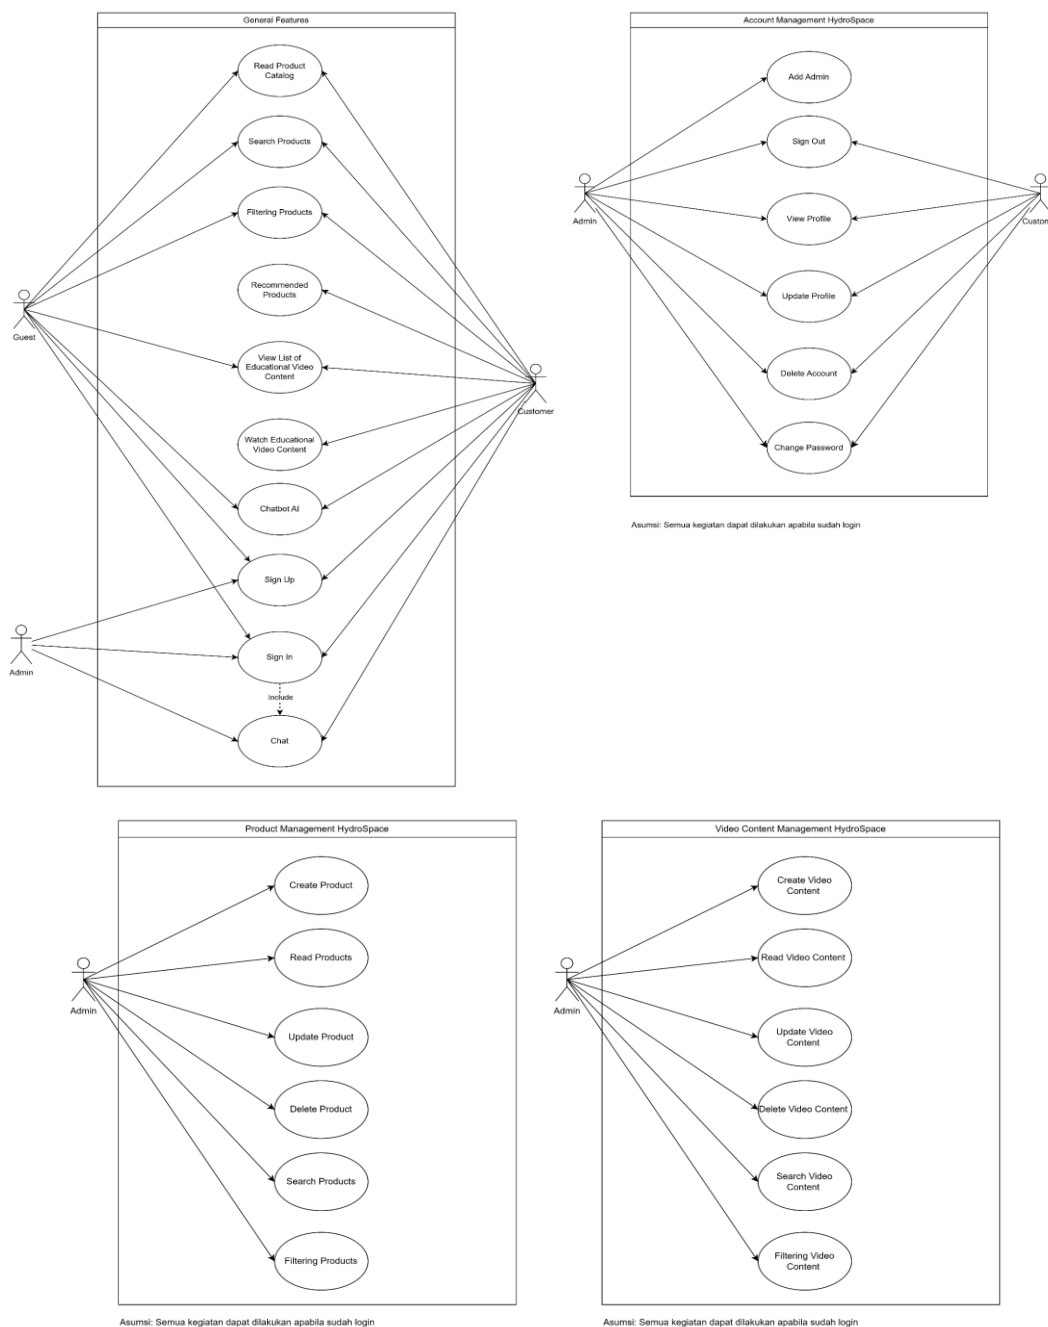 General Features
Read Product
Catalog
Search Products
Filtering Products
Recommended
Products
View List of
Educational Video
Content
Watch Educational
Video Content
Chatbot AI
Sign Up
Sign In
Include
Chat
Guest
Admin
Customer
Account Management HydroSpace
Add Admin
Sign Out
View Profile
Update Profile
Delete Account
Change Password
Admin
Custom
Asumsi: Semua kegiatan dapat dilakukan apabila sudah login
Product Management HydroSpace
Create Product
Read Products
Update Product
Delete Product
Search Products
Filtering Products
Admin
Asumsi: Semua kegiatan dapat dilakukan apabila sudah login
Video Content Management HydroSpace
Create Video
Content
Read Video Content
Update Video
Content
Delete Video Content
Search Video
Content
Filtering Video
Content
Admin
Asumsi: Semua kegiatan dapat dilakukan apabila sudah login